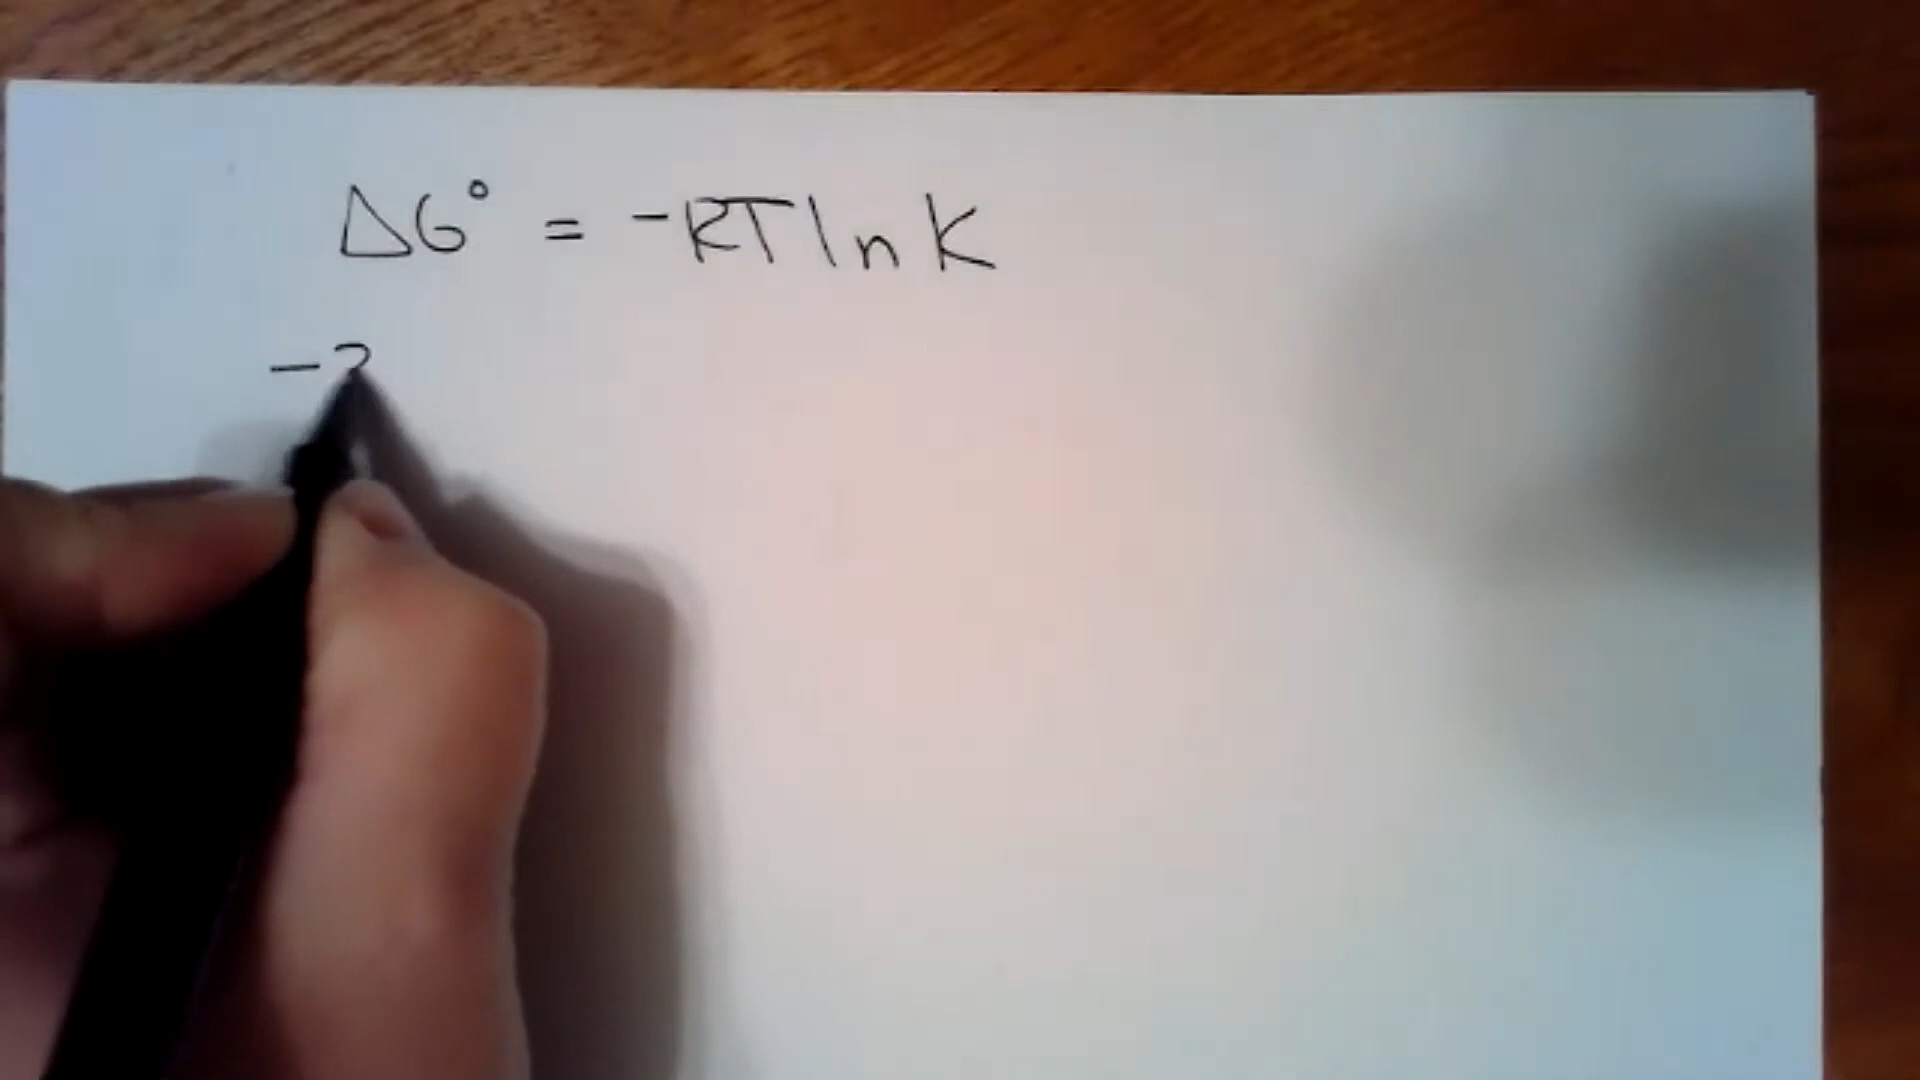 ΔG° = -RT ln K
-